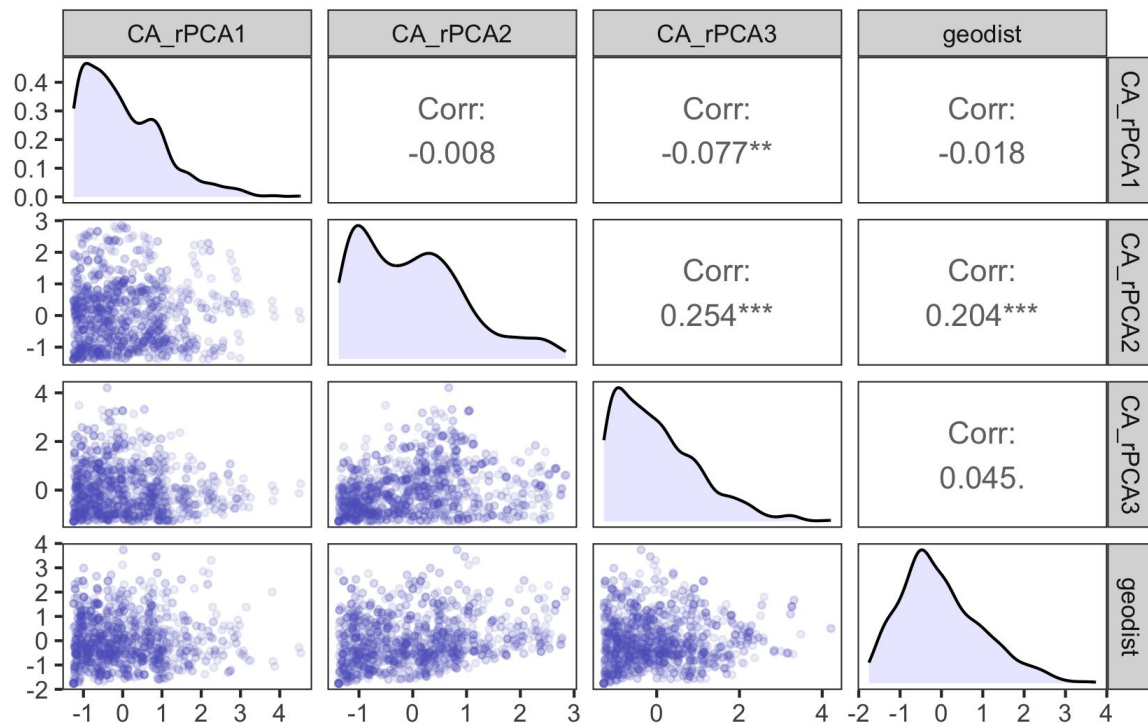 CA_rPCA1 CA_rPCA2 CA_rPCA3 geodist
0.4
0.3
0.2
0.1
0.0
Corr:
-0.008
Corr:
-0.077**
Corr:
-0.018
CA_rPCA1
3
2
1
0
-1
Corr:
0.254***
Corr:
0.204***
CA_rPCA2
4
2
0
Corr:
0.045.
CA_rPCA3
4
3
2
1
0
-1
-2
geodist
-1 0 1 2 3 4
-1 0 1 2 3
0 2 4
-2 -1 0 1 2 3 4